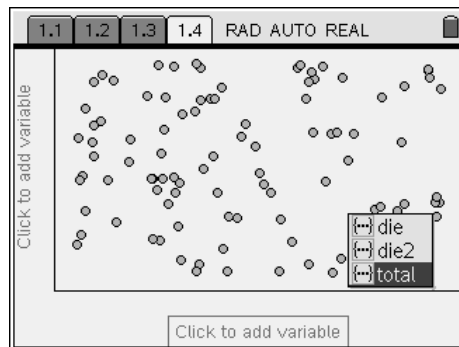 1.1 1.2 1.3 1.4 RAD AUTO REAL
Click to add variable
die
die2
total
Click to add variable